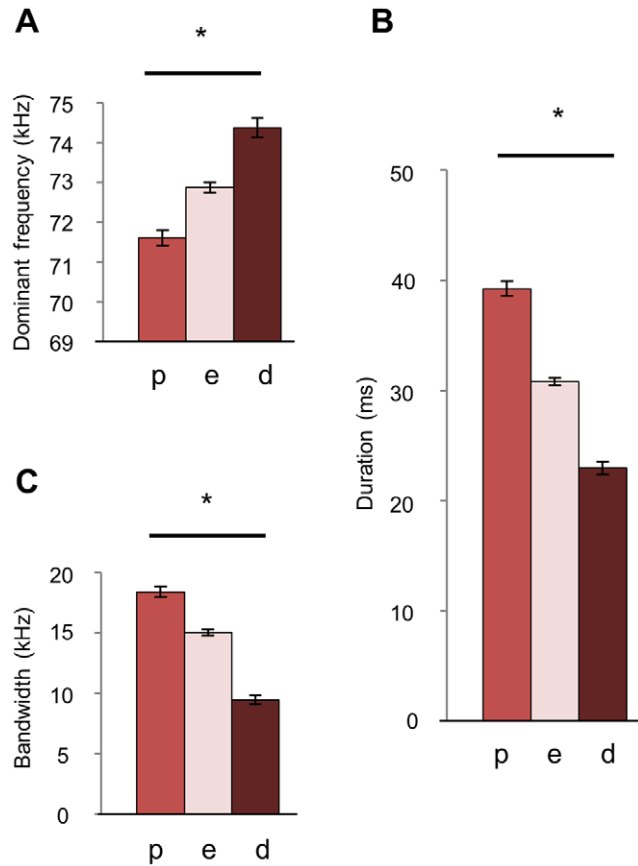 A
*
Dominant frequency (kHz)
75
74
73
72
71
70
69
p e d
B
*
Duration (ms)
50
40
30
20
10
0
p e d
C
*
Bandwidth (kHz)
20
15
10
5
0
p e d